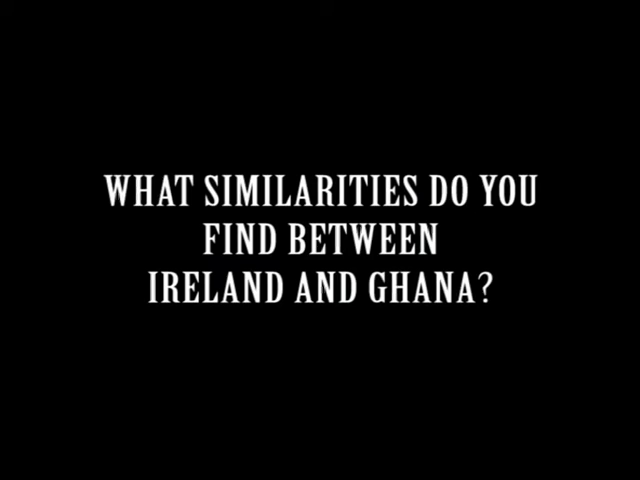 WHAT SIMILARITIES DO YOU
FIND BETWEEN
IRELAND AND GHANA?